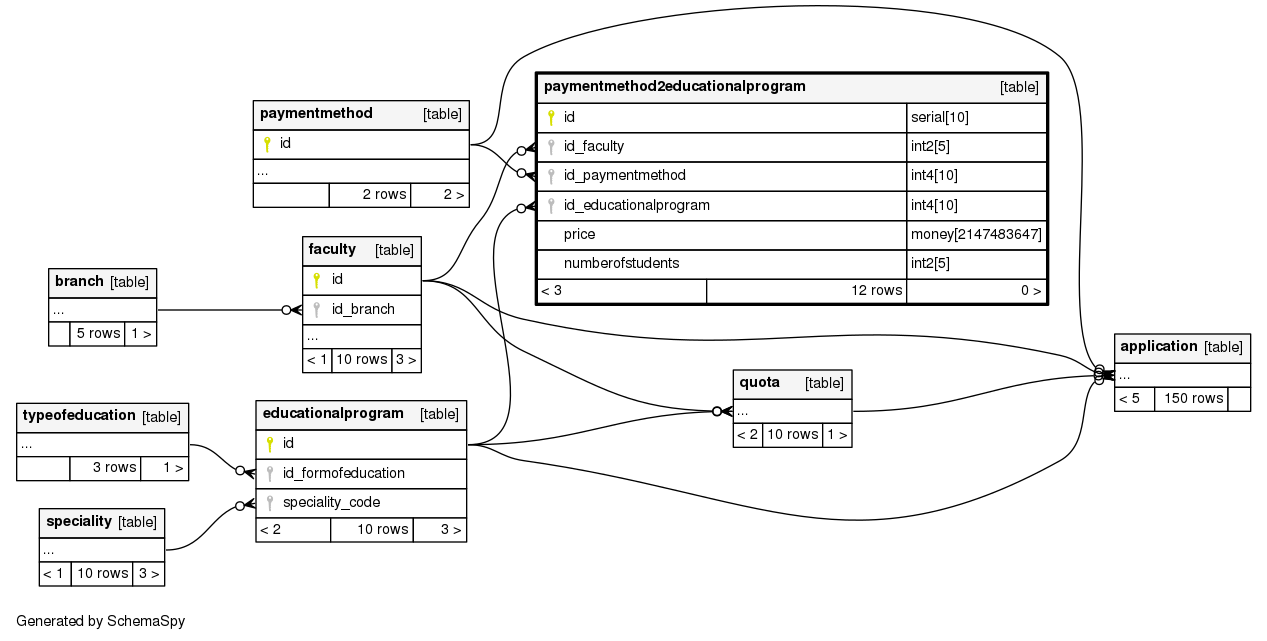 paymentmethod2educationalprogram [table]
id serial[10]
id_faculty int2[5]
id_paymentmethod int4[10]
id_educationalprogram int4[10]
price money[2147483647]
numberofstudents int2[5]
< 3 12 rows 0 >
paymentmethod [table]
id
...
2 rows 2 >
faculty [table]
id
id_branch
...
< 1 10 rows 3 >
branch [table]
...
5 rows 1 >
application [table]
...
< 5 150 rows
quota [table]
...
< 2 10 rows 1 >
typeofeducation [table]
...
3 rows 1 >
educationalprogram [table]
id
id_formofeducation
speciality_code
< 2 10 rows 3 >
speciality [table]
...
< 1 10 rows 3 >
Generated by SchemaSpy